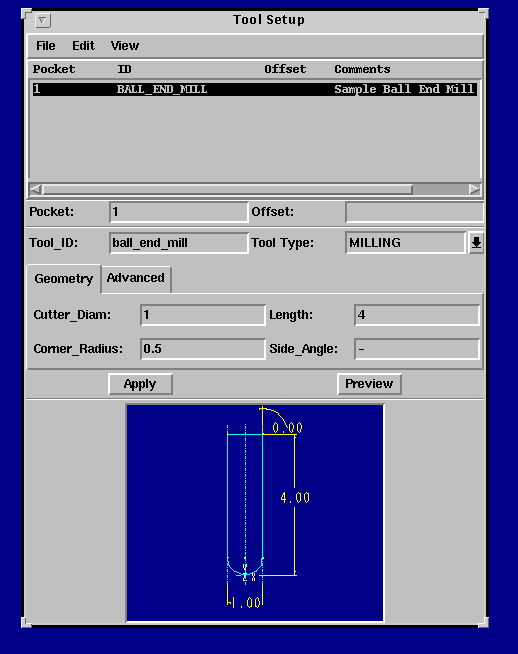 Tool Setup
File Edit View
Pocket ID Offset Comments
1 BALL_END_MILL Sample Ball End Mill
Pocket: 1 Offset:
Tool_ID: ball_end_mill Tool Type: MILLING
Geometry Advanced
Cutter_Diam: 1 Length: 4
Corner_Radius: 0.5 Side_Angle: -
Apply Preview
0.00
4.00
1.00